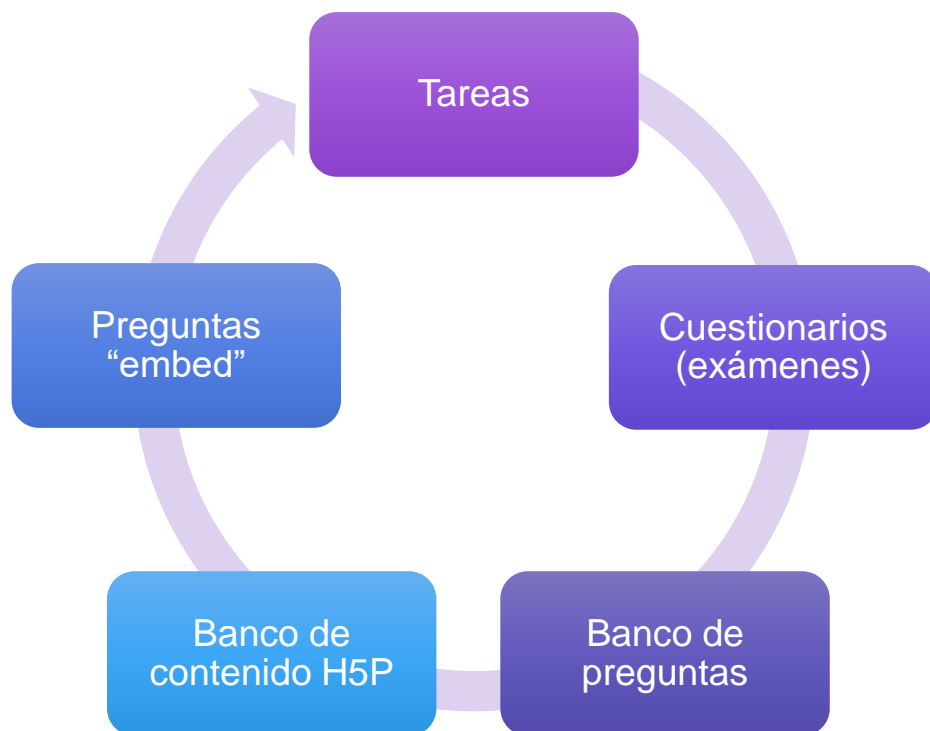 Tareas
Cuestionarios
(exámenes)
Banco de
preguntas
Banco de
contenido H5P
Preguntas
“embed”